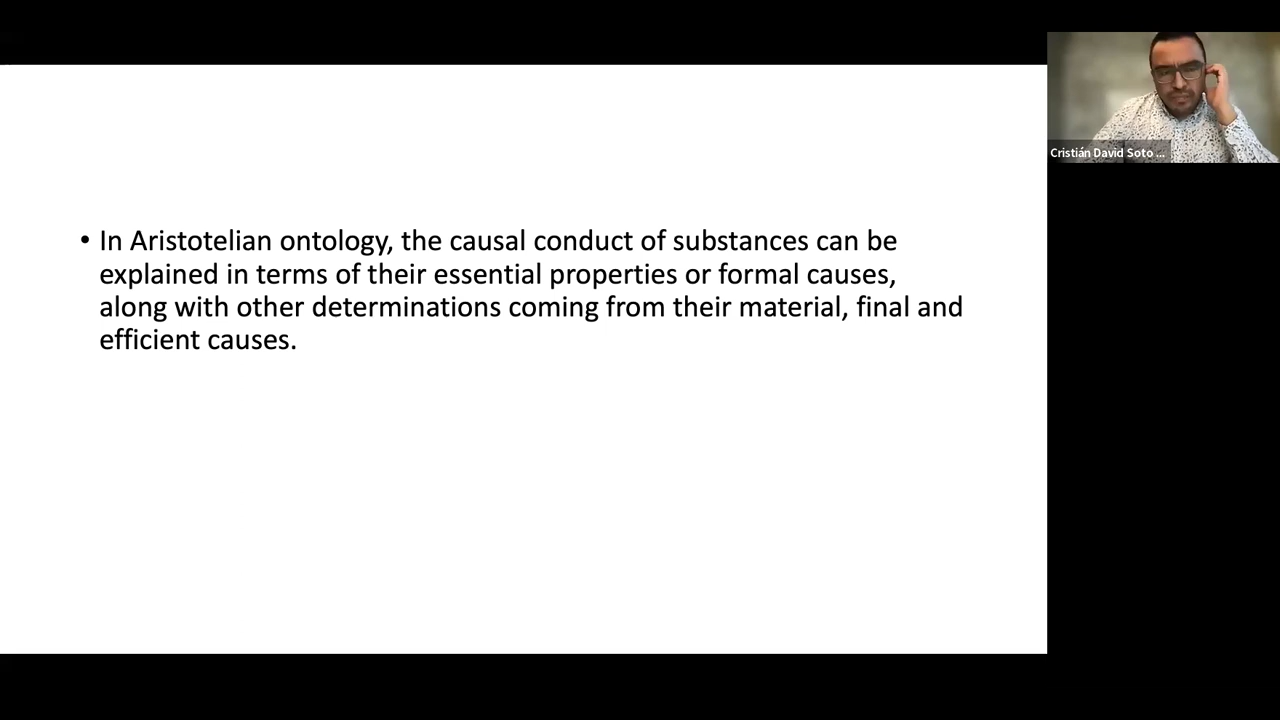 • In Aristotelian ontology, the causal conduct of substances can be
explained in terms of their essential properties or formal causes,
along with other determinations coming from their material, final and
efficient causes.
Cristián David Soto ...